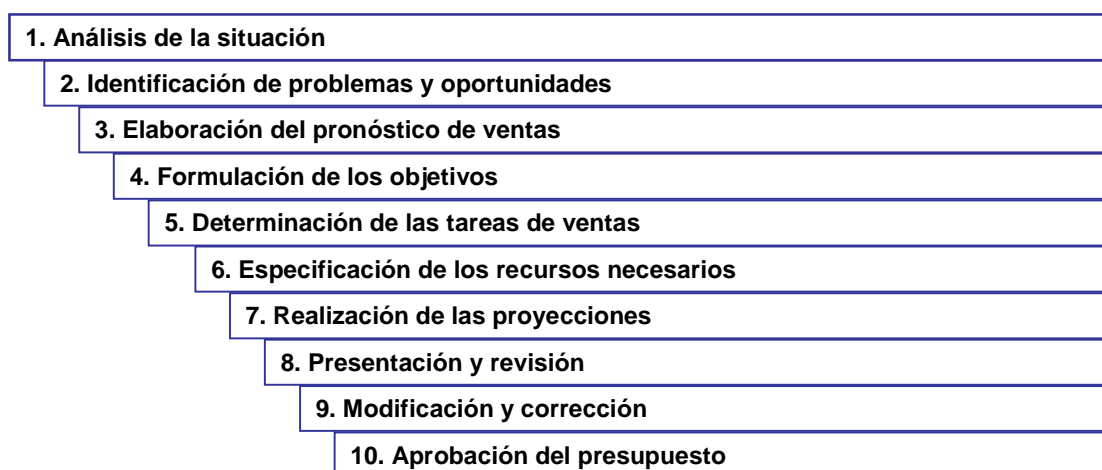 1. Análisis de la situación
2. Identificación de problemas y oportunidades
3. Elaboración del pronóstico de ventas
4. Formulación de los objetivos
5. Determinación de las tareas de ventas
6. Especificación de los recursos necesarios
7. Realización de las proyecciones
8. Presentación y revisión
9. Modificación y corrección
10. Aprobación del presupuesto